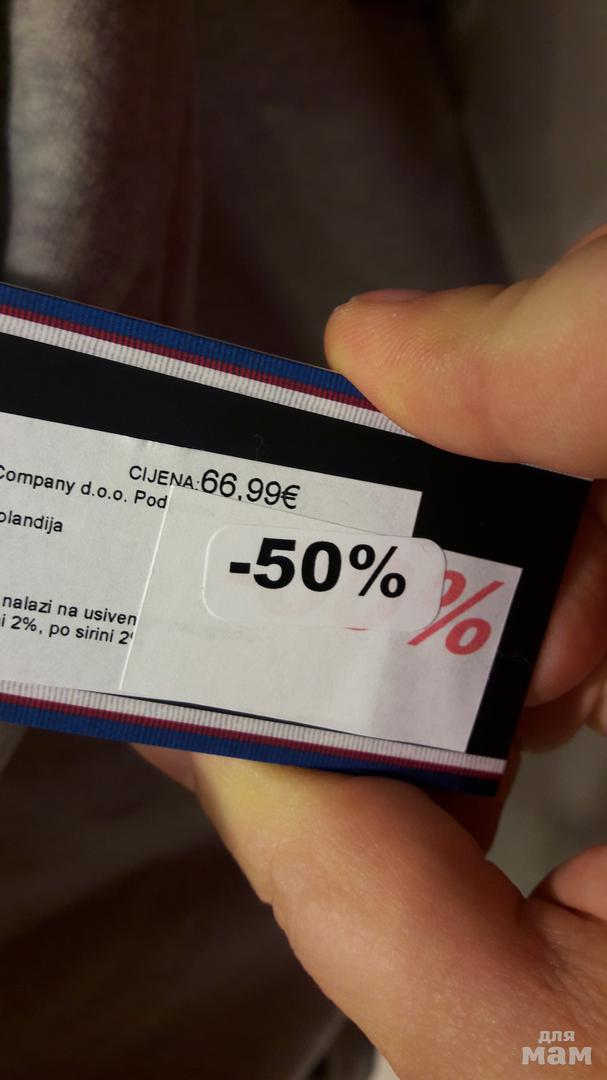 CIJENA:66,99€
Company d.o.o. Pod
olandija
-50%
%
nalazi na usiven
i 2%, po sirini 2%
для
мам